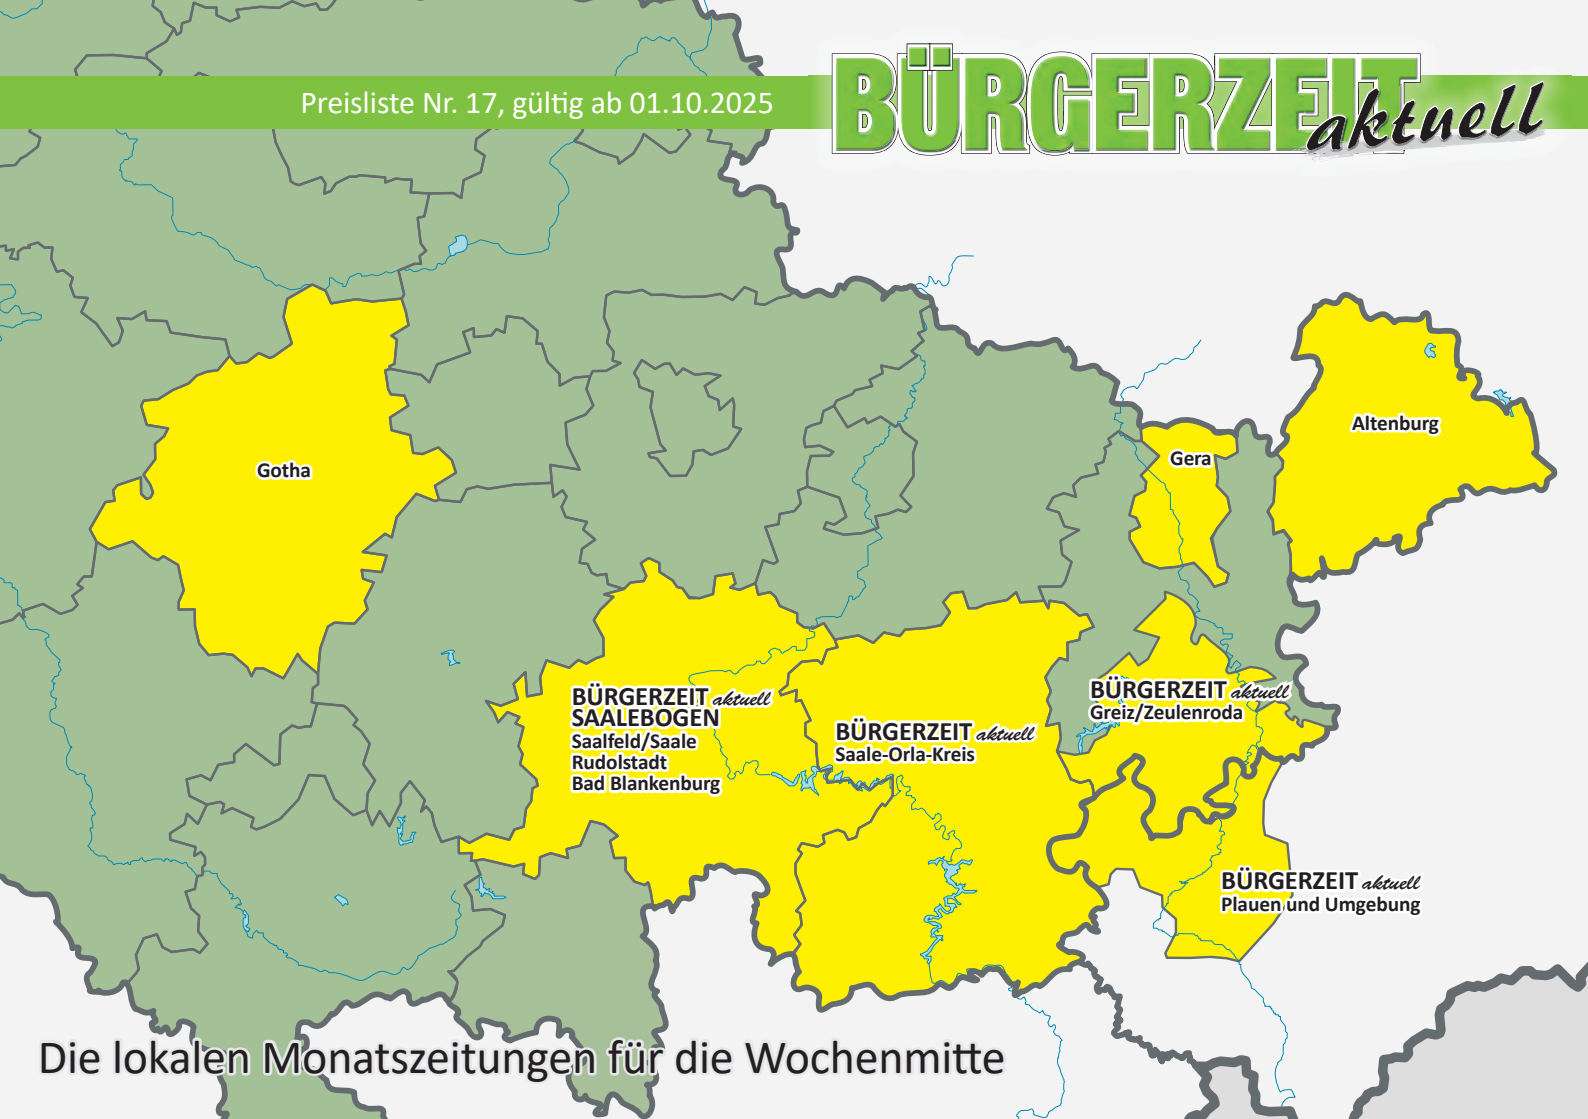 Preisliste Nr. 17, gültig ab 01.10.2025
BÜRGERZEIT
aktuell
Altenburg
Gera
Gotha
BÜRGERZEIT aktuell
SAALEBOGEN
Saalfeld/Saale
Rudolstadt
Bad Blankenburg
BÜRGERZEIT aktuell
Saale-Orla-Kreis
BÜRGERZEIT aktuell
Greiz/Zeulenroda
BÜRGERZEIT aktuell
Plauen und Umgebung
Die lokalen Monatszeitungen für die Wochenmitte